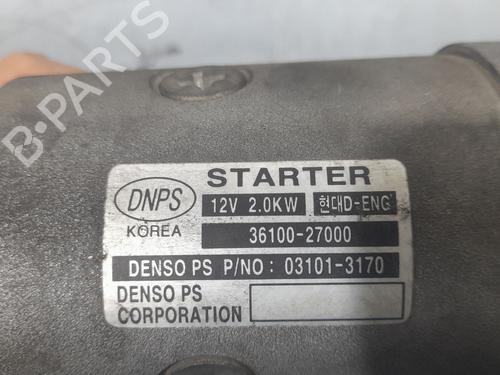 B-PARTS
STARTER
DNPS
12V 2.0KW 현대D-ENG
KOREA
36100-27000
DENSO PS P/NO: 03101-3170
DENSO PS
CORPORATION